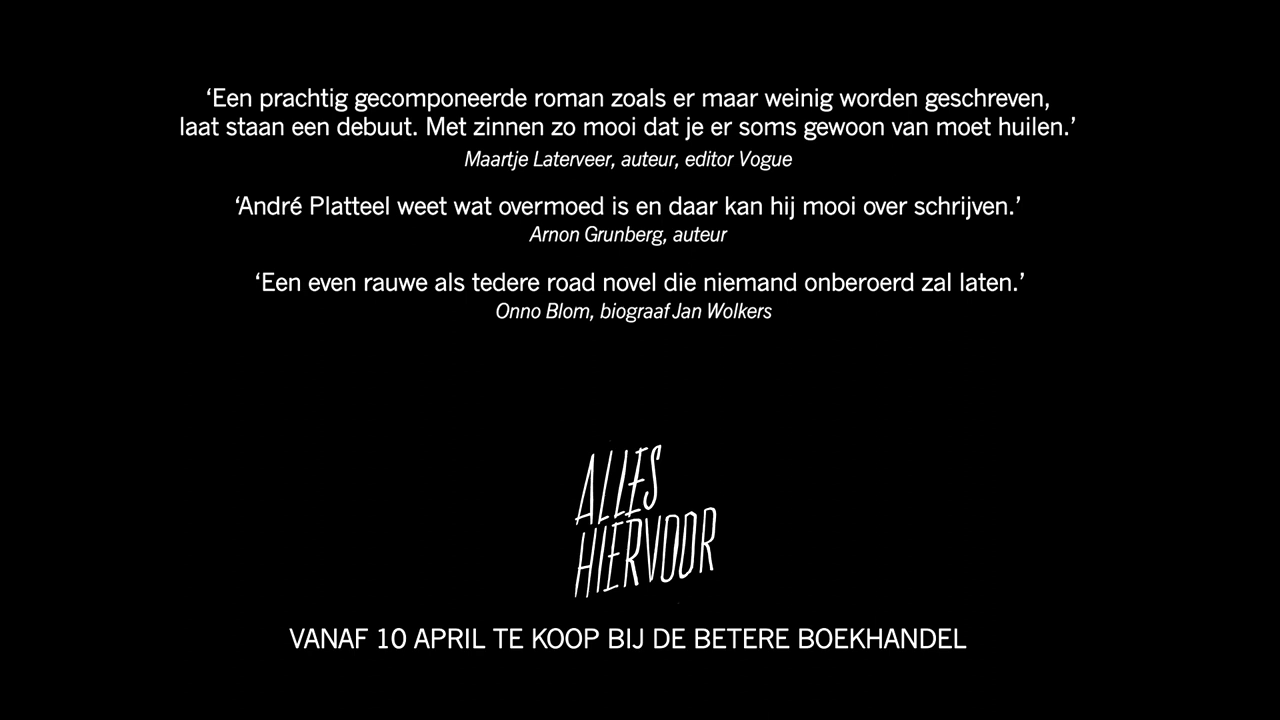 ‘Een prachtig gecomponeerde roman zoals er maar weinig worden geschreven,
laat staan een debuut. Met zinnen zo mooi dat je er soms gewoon van moet huilen.’
Maartje Laterveer, auteur, editor Vogue
‘André Platteel weet wat overmoed is en daar kan hij mooi over schrijven.’
Arnon Grunberg, auteur
‘Een even rauwe als tedere road novel die niemand onberoerd zal laten.’
Onno Blom, biograaf Jan Wolkers
ALLES
HIERVOOR
VANAF 10 APRIL TE KOOP BIJ DE BETERE BOEKHANDEL